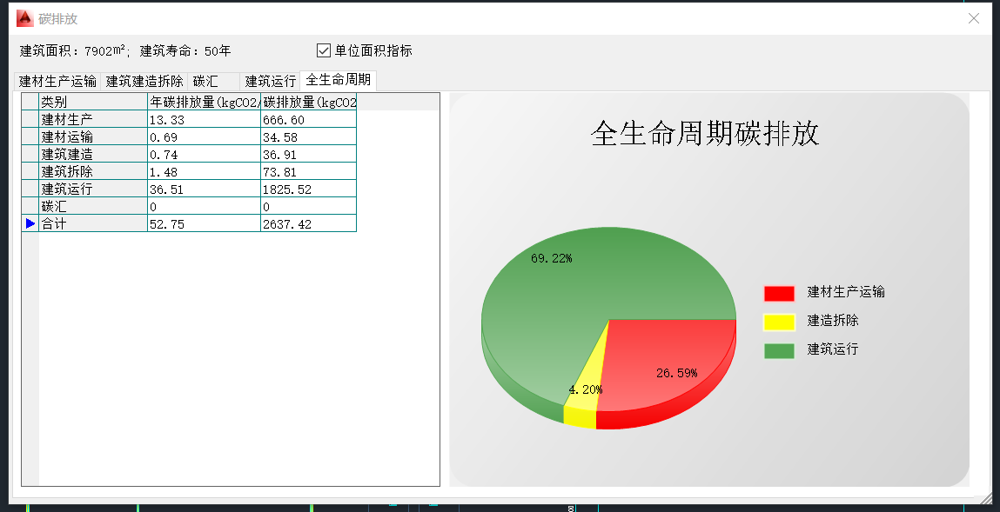 碳排放
建筑面积：7902m²；建筑寿命：50年
单位面积指标
建材生产运输 建筑建造拆除 碳汇 建筑运行 全生命周期
类别 年碳排放量(kgCO2/ 碳排放量(kgCO2
建材生产 13.33 666.60
建材运输 0.69 34.58
建筑建造 0.74 36.91
建筑拆除 1.48 73.81
建筑运行 36.51 1825.52
碳汇 0 0
合计 52.75 2637.42
全生命周期碳排放
69.22%
26.59%
4.20%
建材生产运输
建造拆除
建筑运行